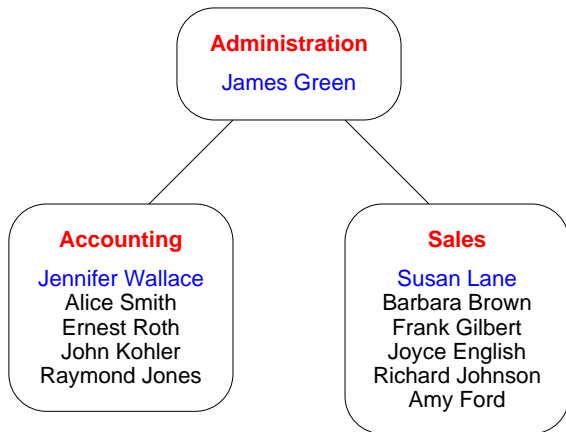 Administration
James Green
Accounting
Jennifer Wallace
Alice Smith
Ernest Roth
John Kohler
Raymond Jones
Sales
Susan Lane
Barbara Brown
Frank Gilbert
Joyce English
Richard Johnson
Amy Ford